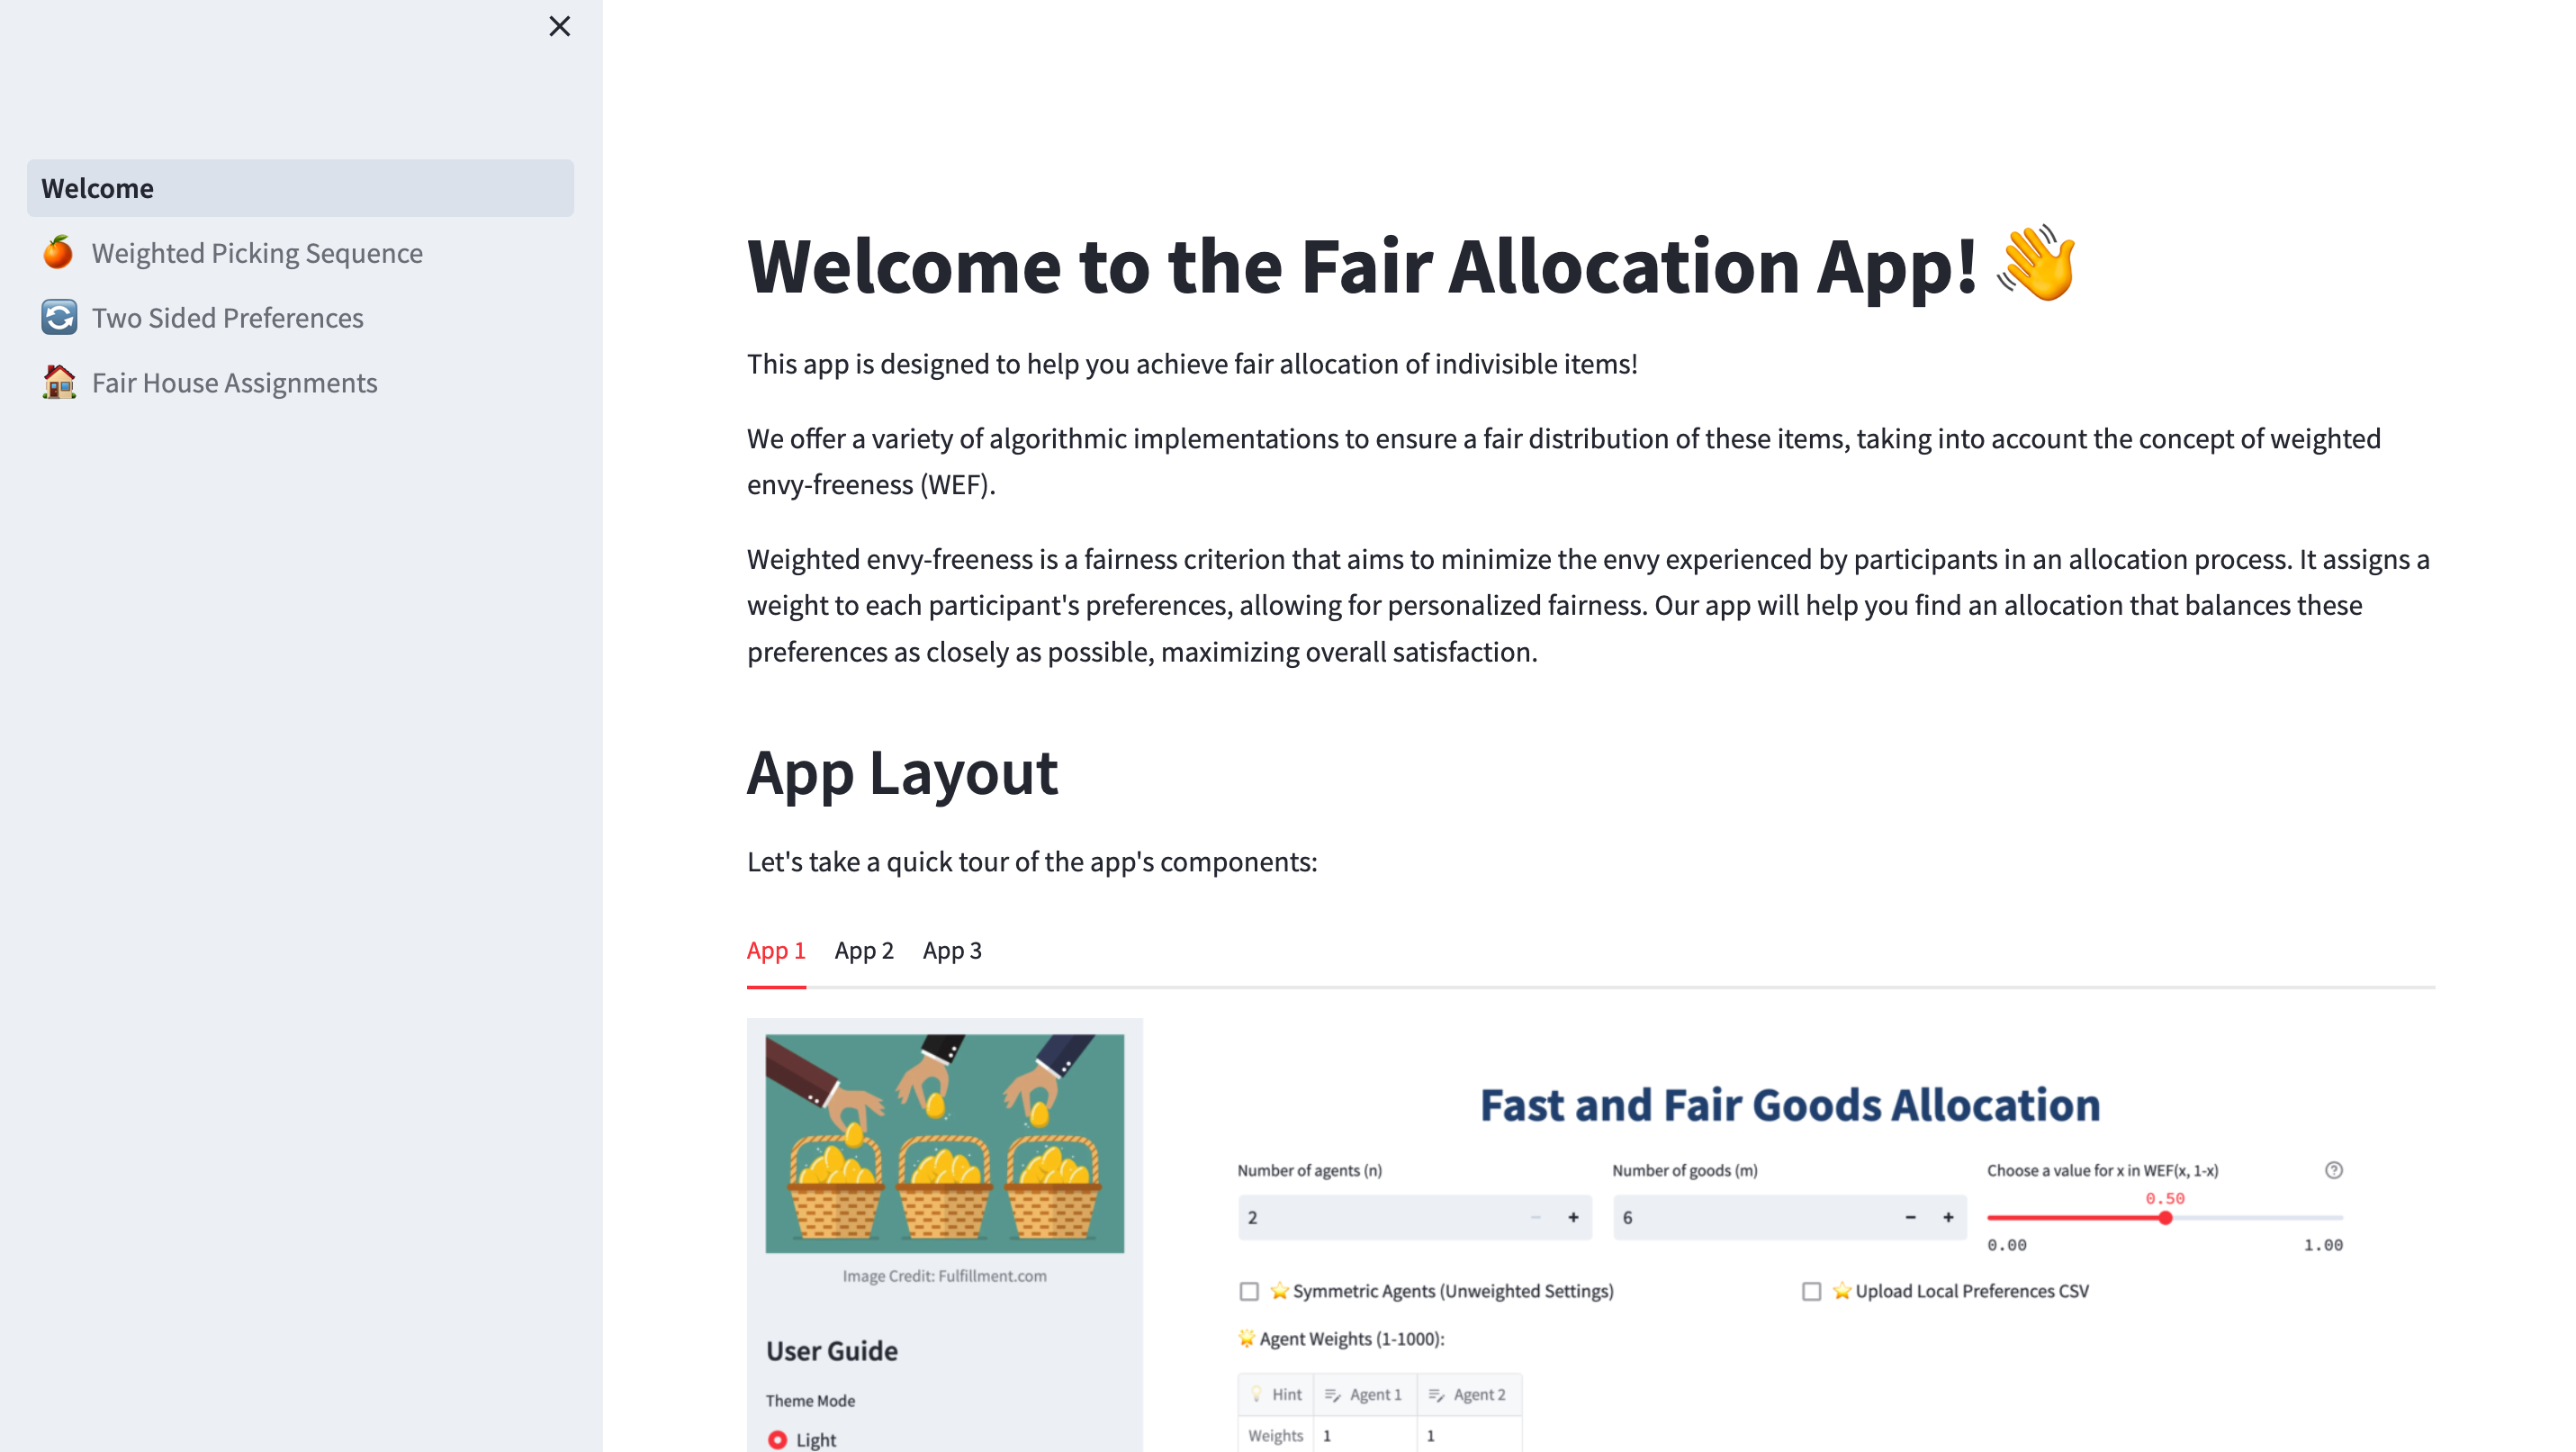 Welcome
Weighted Picking Sequence
Two Sided Preferences
Fair House Assignments
Welcome to the Fair Allocation App! 👋
This app is designed to help you achieve fair allocation of indivisible items!
We offer a variety of algorithmic implementations to ensure a fair distribution of these items, taking into account the concept of weighted
envy-freeness (WEF).
Weighted envy-freeness is a fairness criterion that aims to minimize the envy experienced by participants in an allocation process. It assigns a
weight to each participant's preferences, allowing for personalized fairness. Our app will help you find an allocation that balances these
preferences as closely as possible, maximizing overall satisfaction.
App Layout
Let's take a quick tour of the app's components:
App 1 App 2 App 3
Image Credit: Fulfillment.com
User Guide
Theme Mode
Light
Fast and Fair Goods Allocation
Number of agents (n) Number of goods (m) Choose a value for x in WEF(x, 1-x)
0.50
2 - + 6 - +
0.00 1.00
⭐ Symmetric Agents (Unweighted Settings) ⭐ Upload Local Preferences CSV
🌟 Agent Weights (1-1000):
💡 Hint Agent 1 Agent 2
Weights 1 1